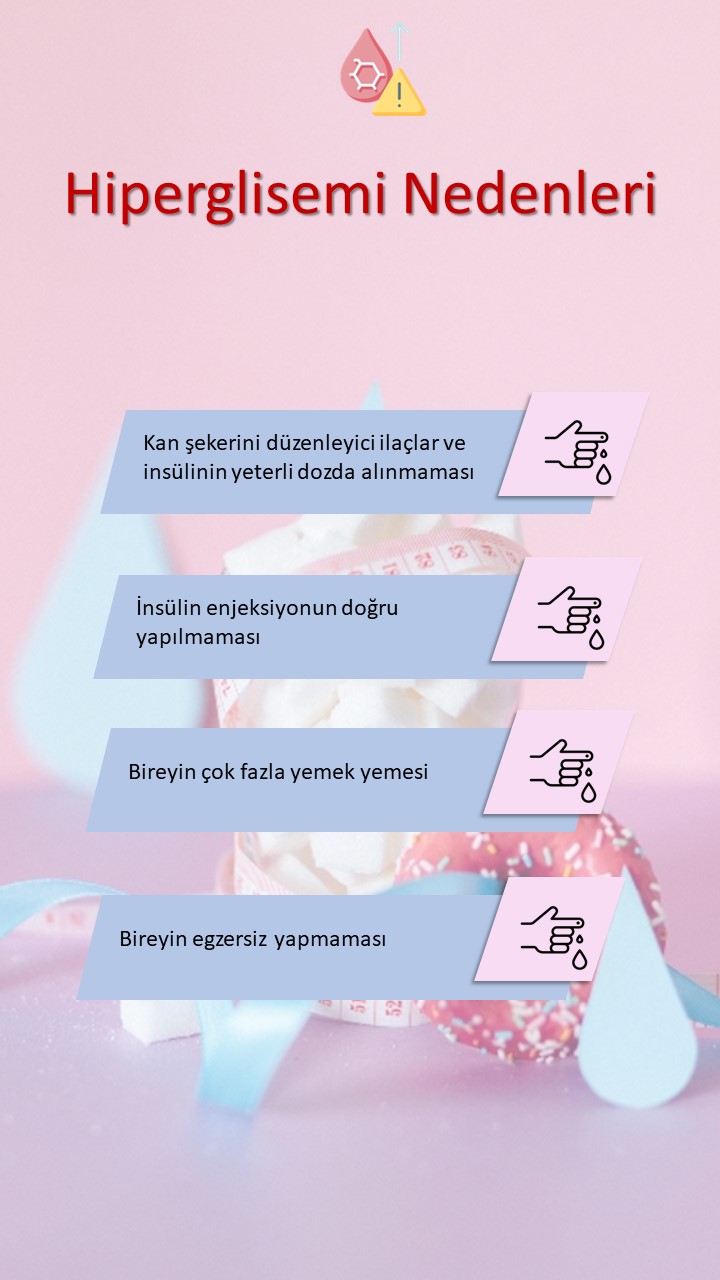 Hiperglisemi Nedenleri
Kan şekerini düzenleyici ilaçlar ve
insülinin yeterli dozda alınmaması
İnsülin enjeksiyonun doğru
yapılmaması
Bireyin çok fazla yemek yemesi
Bireyin egzersiz yapmaması